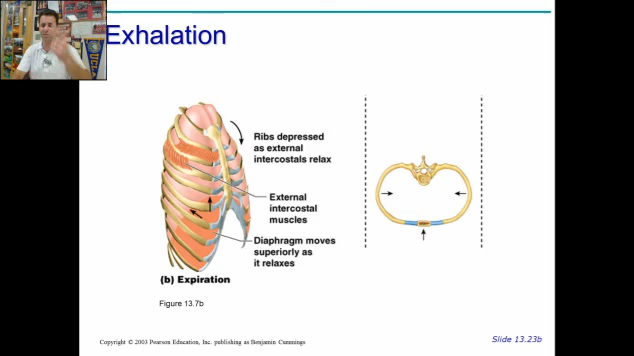 Exhalation
Ribs depressed
as external
intercostals relax
External
intercostal
muscles
Diaphragm moves
superiorly as
it relaxes
(b) Expiration
Figure 13.7b
Copyright © 2003 Pearson Education, Inc. publishing as Benjamin Cummings
Slide 13.23b